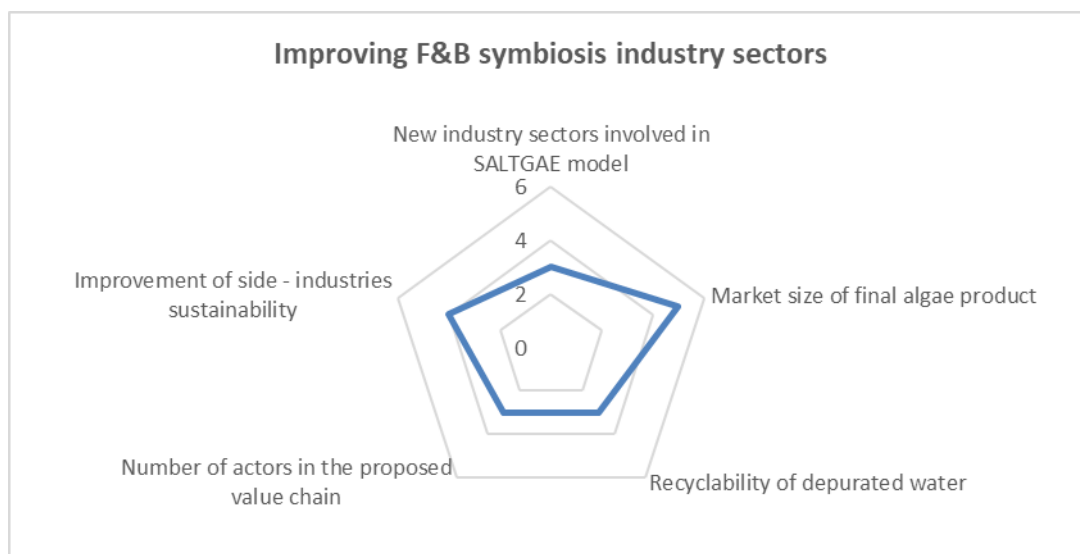 Improving F&B symbiosis industry sectors
New industry sectors involved in
SALTGAE model
6
4
2
0
Market size of final algae product
Recyclability of depurated water
Number of actors in the proposed
value chain
Improvement of side - industries
sustainability